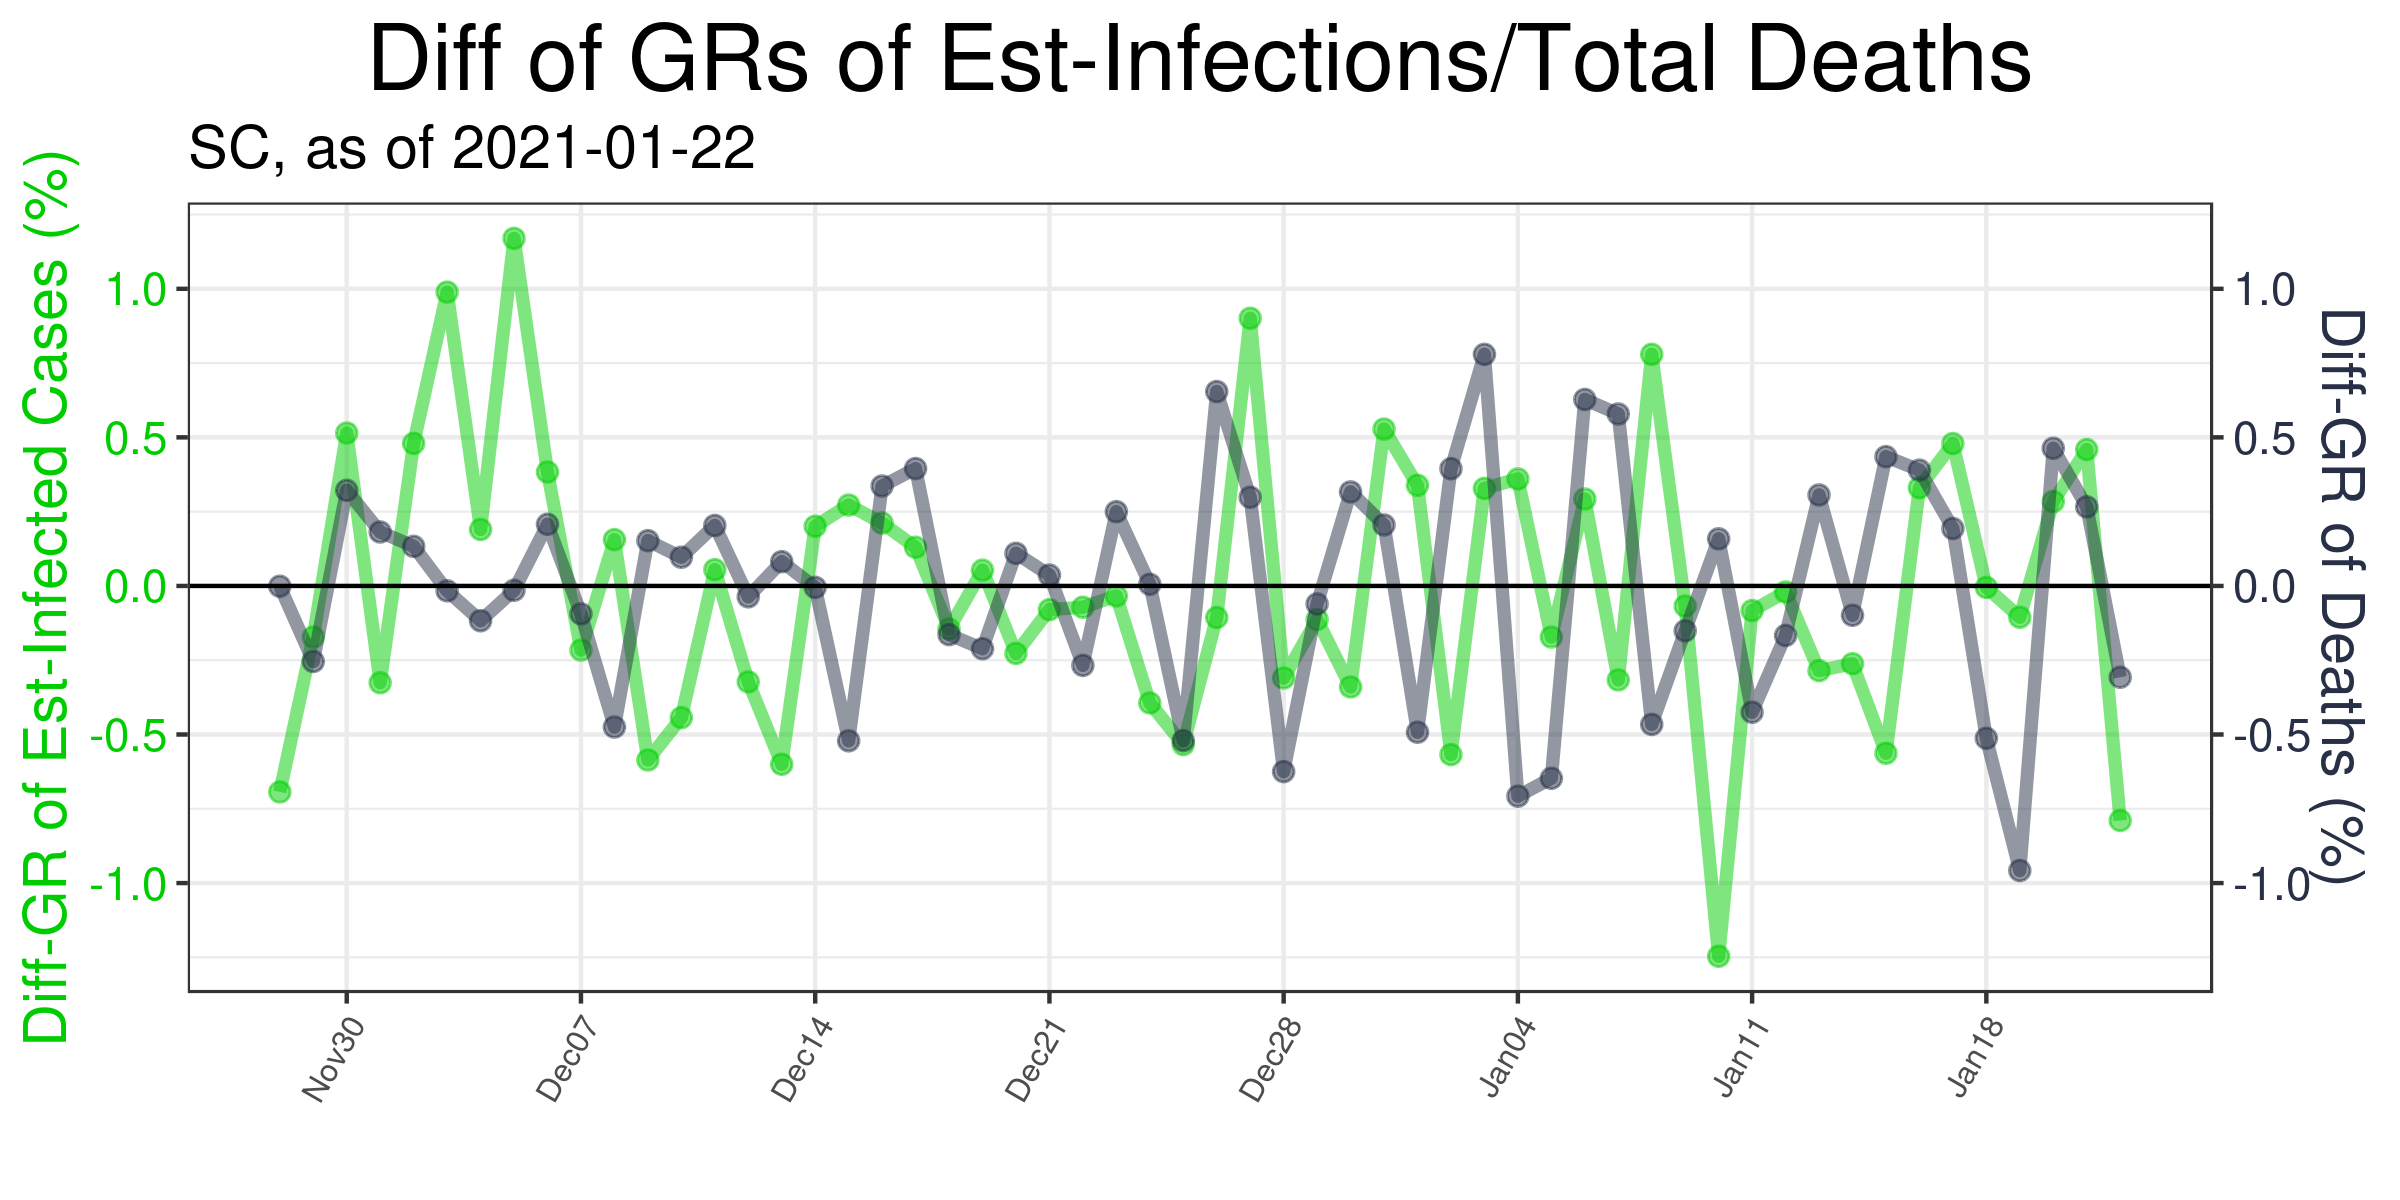 Diff of GRs of Est-Infections/Total Deaths
SC, as of 2021-01-22
Diff-GR of Est-Infected Cases (%)
1.0
0.5
0.0
-0.5
-1.0
1.0
0.5
0.0
-0.5
-1.0
Diff-GR of Deaths (%)
Nov30
Dec07
Dec14
Dec21
Dec28
Jan04
Jan11
Jan18